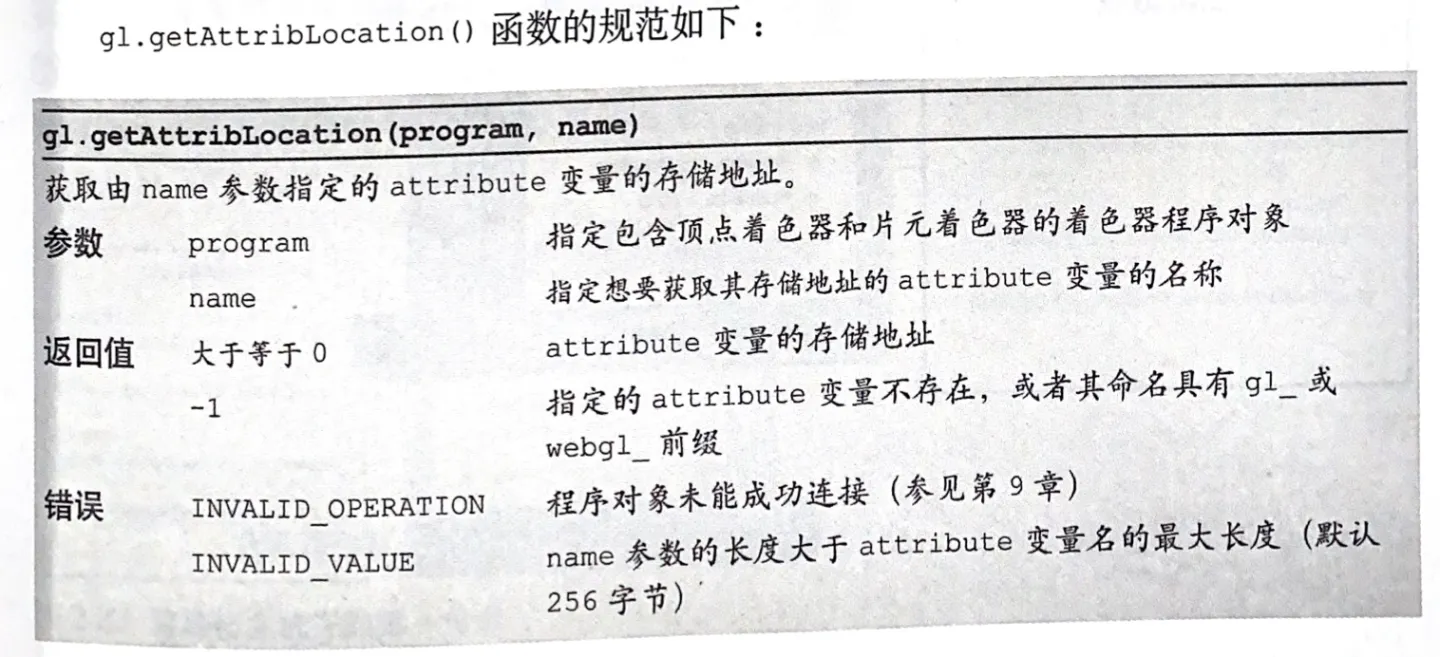 gl.getAttribLocation() 函数的规范如下：
gl.getAttribLocation(program, name)
获取由 name 参数指定的 attribute 变量的存储地址。
参数 program 指定包含顶点着色器和片元着色器的着色器程序对象
name 指定想要获取其存储地址的 attribute 变量的名称
返回值 大于等于 0 attribute 变量的存储地址
-1 指定的 attribute 变量不存在，或者其命名具有 gl_ 或
webgl_ 前缀
错误 INVALID_OPERATION 程序对象未能成功连接（参见第 9 章）
INVALID_VALUE name 参数的长度大于 attribute 变量名的最大长度（默认
256 字节）